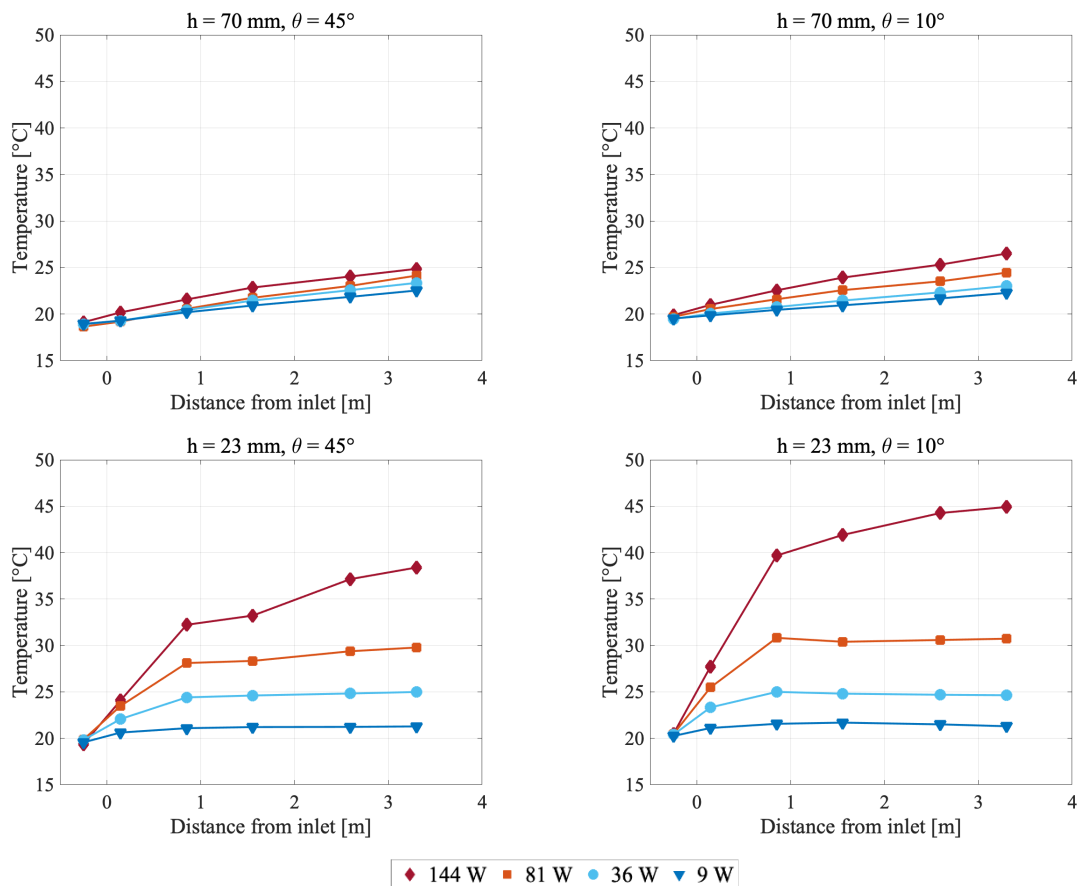 h = 70 mm, θ = 45°
50
45
40
35
30
25
20
15
Temperature [°C]
0 1 2 3 4
Distance from inlet [m]
h = 70 mm, θ = 10°
50
45
40
35
30
25
20
15
Temperature [°C]
0 1 2 3 4
Distance from inlet [m]
h = 23 mm, θ = 45°
50
45
40
35
30
25
20
15
Temperature [°C]
0 1 2 3 4
Distance from inlet [m]
h = 23 mm, θ = 10°
50
45
40
35
30
25
20
15
Temperature [°C]
0 1 2 3 4
Distance from inlet [m]
144 W 81 W 36 W 9 W